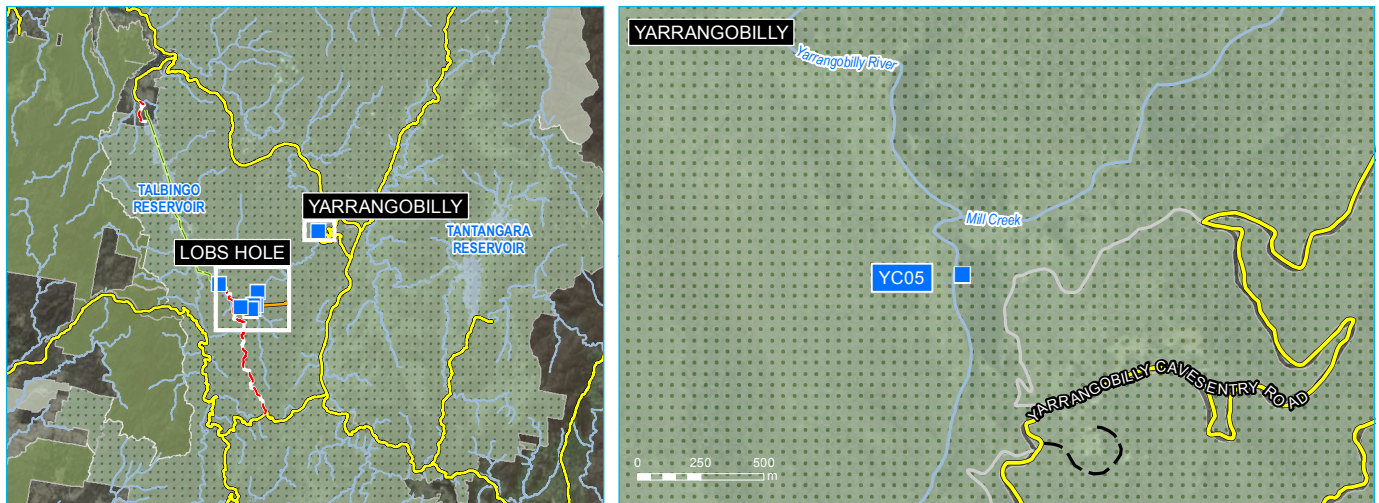 TALBINGO
RESERVOIR
YARRANGOBILLY
TANTANGARA
RESERVOIR
LOBS HOLE
YARRANGOBILLY
Yarrangobilly River
Mill Creek
YC05
YARRANGOBILLY CAVES ENTRY ROAD
0 250 500
m